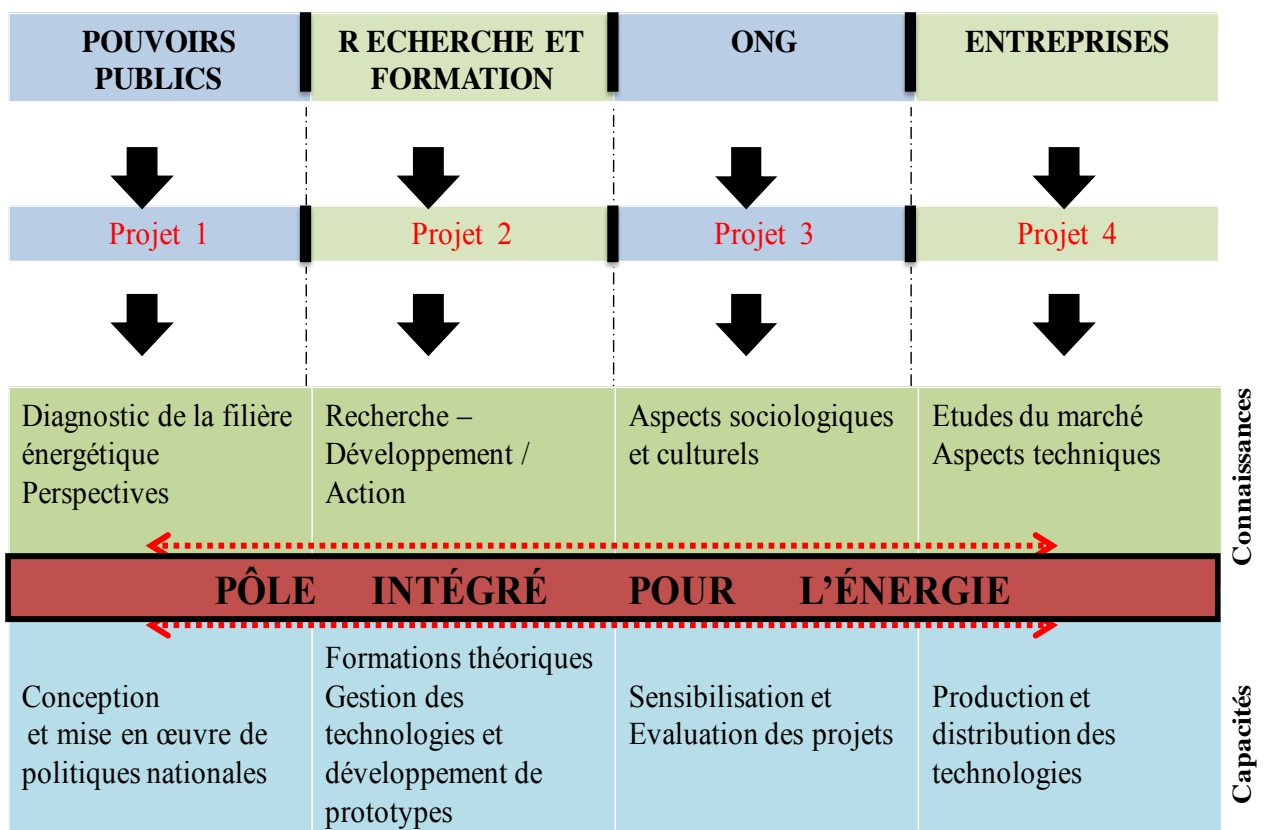 POUVOIRS
PUBLICS
R ECHERCHE ET
FORMATION
ONG
ENTREPRISES
Projet 1
Projet 2
Projet 3
Projet 4
Diagnostic de la filière
énergétique
Perspectives
Recherche –
Développement /
Action
Aspects sociologiques
et culturels
Etudes du marché
Aspects techniques
Connaissances
PÔLE INTÉGRÉ POUR L’ÉNERGIE
Conception
et mise en œuvre de
politiques nationales
Formations théoriques
Gestion des
technologies et
développement de
prototypes
Sensibilisation et
Evaluation des projets
Production et
distribution des
technologies
Capacités